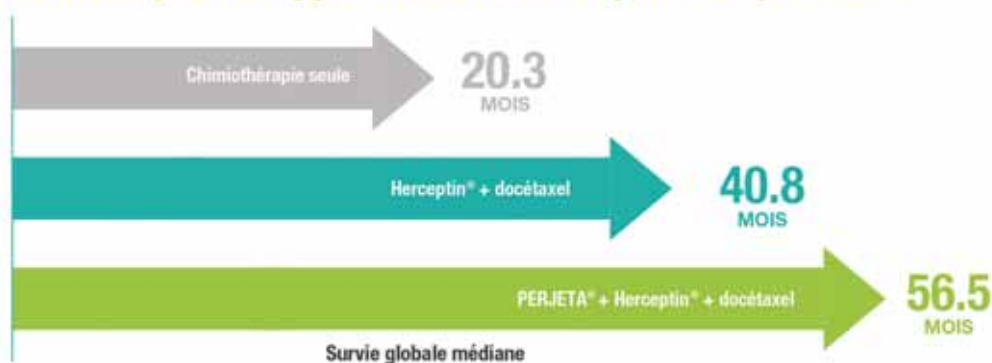 Chimiothérapie seule
20.3
MOIS
Herceptin® + docétaxel
40.8
MOIS
PERJETA® + Herceptin® + docétaxel
56.5
MOIS
Survie globale médiane